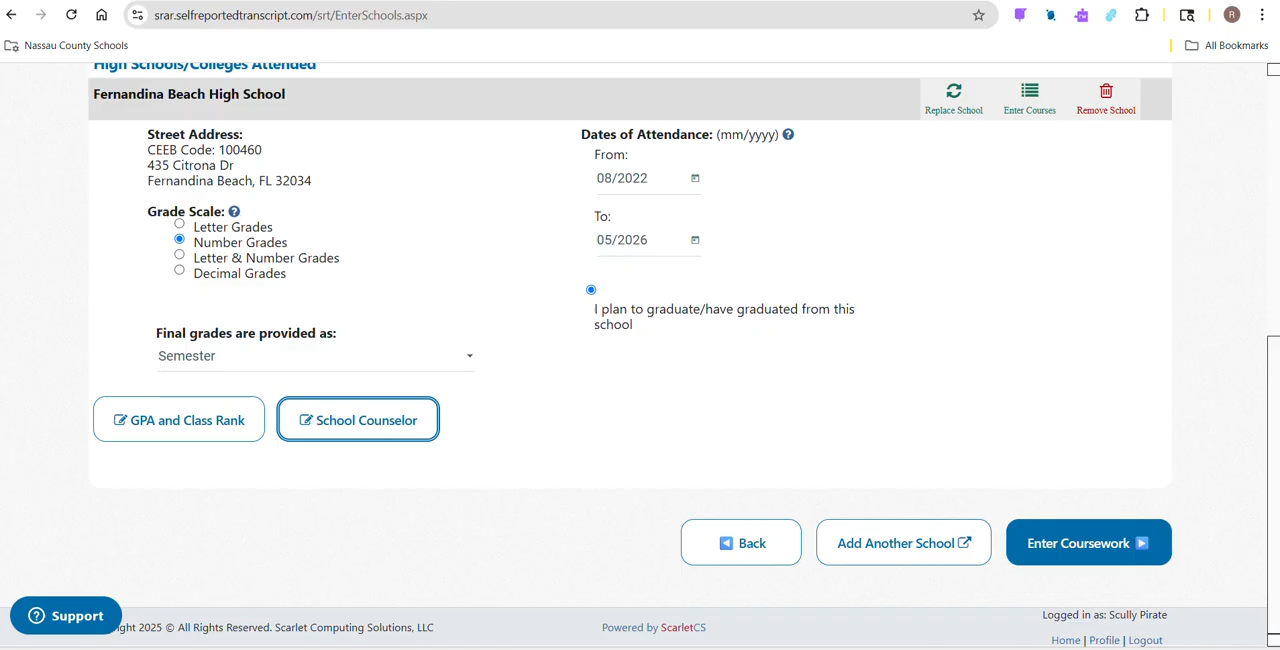 srar.selfreportedtranscript.com/srt/EnterSchools.aspx
R
Nassau County Schools
All Bookmarks
High Schools/Colleges Attended
Fernandina Beach High School
Replace School
Enter Courses
Remove School
Street Address:
CEEB Code: 100460
435 Citrona Dr
Fernandina Beach, FL 32034
Grade Scale:
Letter Grades
Number Grades
Letter & Number Grades
Decimal Grades
Final grades are provided as:
Semester
Dates of Attendance: (mm/yyyy)
From:
08/2022
To:
05/2026
I plan to graduate/have graduated from this
school
GPA and Class Rank
School Counselor
Back
Add Another School
Enter Coursework
Support
ght 2025 © All Rights Reserved. Scarlet Computing Solutions, LLC
Powered by ScarletCS
Logged in as: Scully Pirate
Home | Profile | Logout